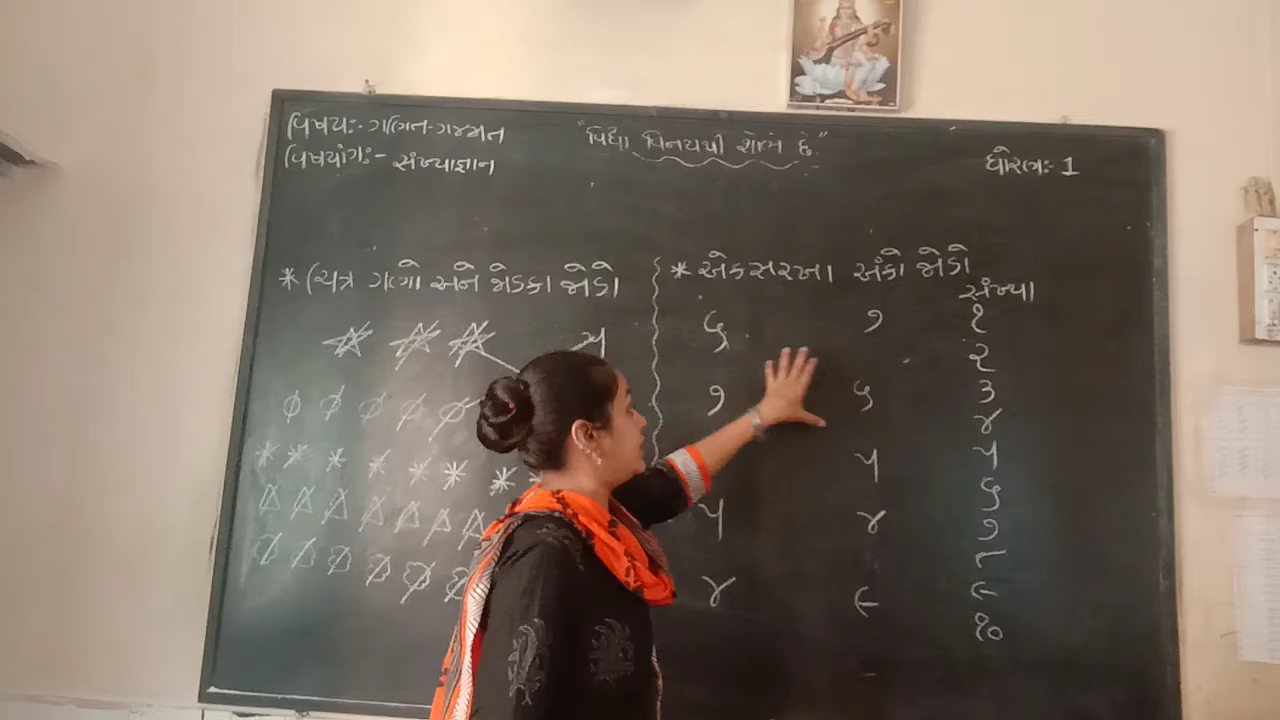 વિષયઃ- ગણિત-ગમ્મત
વિષયાંગઃ- સંખ્યાજ્ઞાન
"વિદ્યા વિનયથી શોભે છે"
ધોરણઃ 1
* ચિત્ર ગણો અને જોડકા જોડો
૫
* એકસરખા અંકો જોડો
સંખ્યા
૬ ૭ ૧
૨
૭ ૬ ૩
૪
૫ ૫
૬
૫ ૪ ૭
૮
૪ ૯ ૯
૧૦